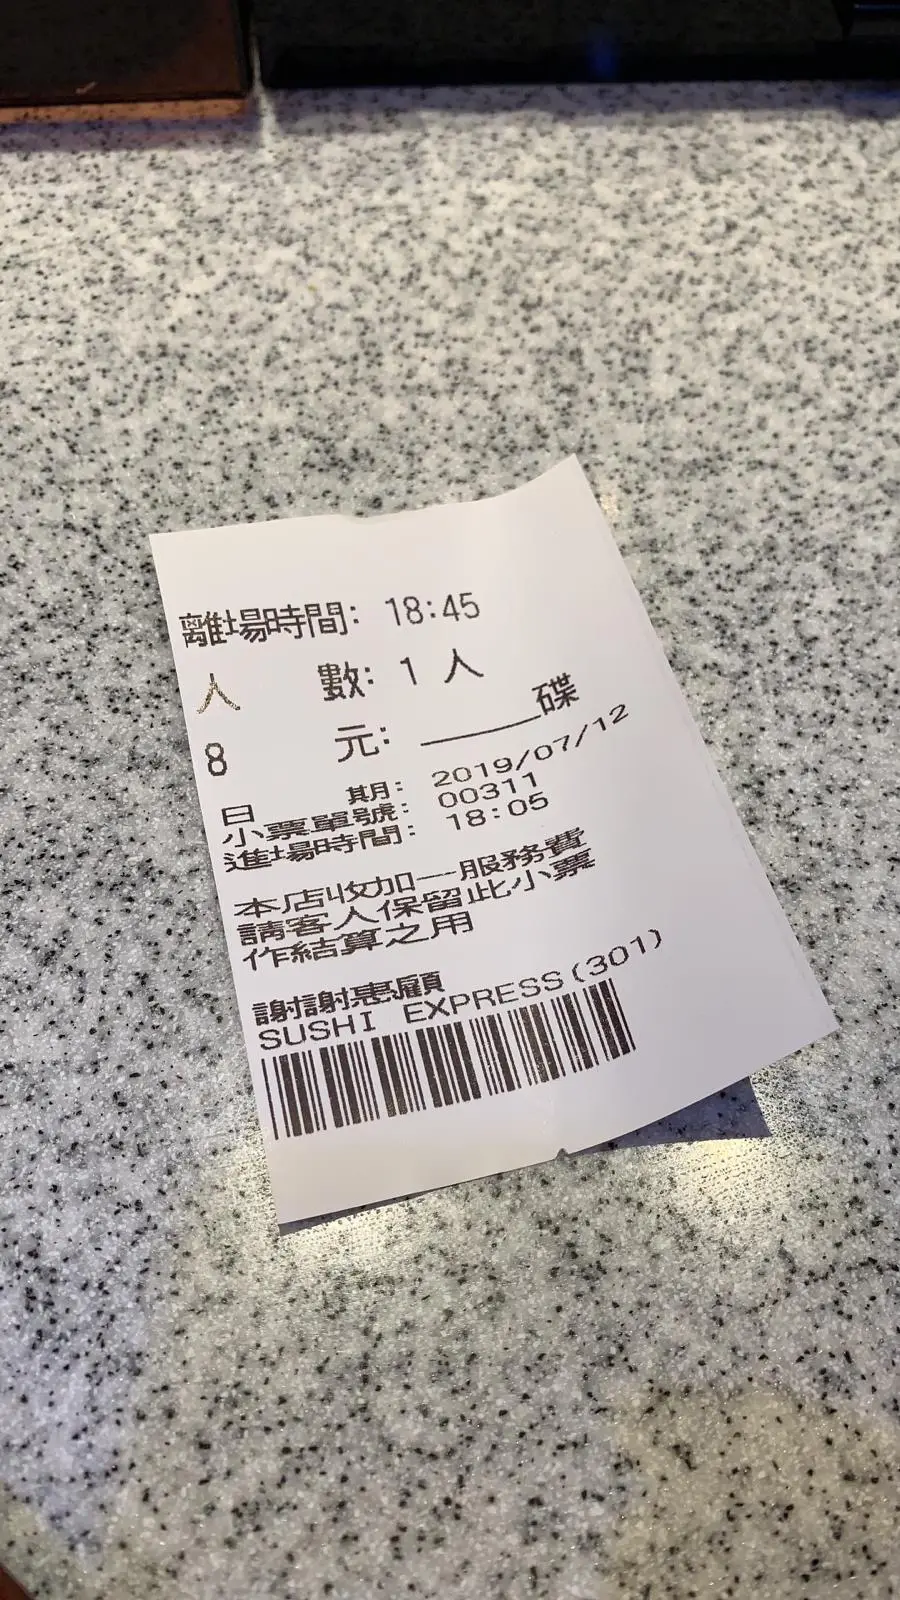 離場時間: 18:45
人 數: 1 人
8 元: ______碟
日 期: 2019/07/12
小票單號: 00311
進場時間: 18:05
本店收加一服務費
請客人保留此小票
作結算之用
謝謝惠顧
SUSHI EXPRESS(301)